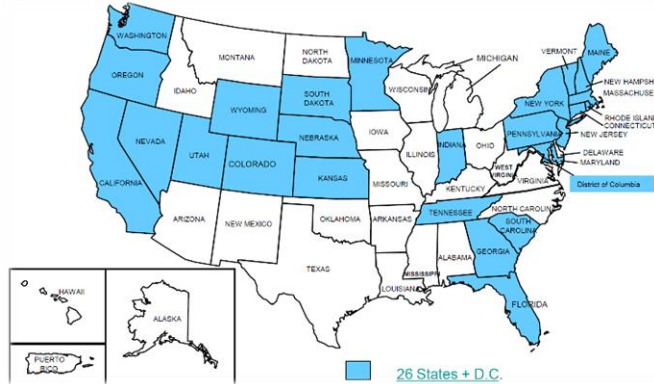 WASHINGTON
MONTANA
NORTH
DAKOTA
MINNESOTA
MICHIGAN
VERMONT
MAINE
OREGON
IDAHO
WYOMING
SOUTH
DAKOTA
WISCONSIN
NEW HAMPSH
MASSACHUSE
NEW YORK
RHODE ISLAN
CONNECTICUT
NEVADA
UTAH
COLORADO
NEBRASKA
IOWA
ILLINOIS
INDIANA
OHIO
PENNSYLVANIA
NEW JERSEY
DELAWARE
MARYLAND
District of Columbia
CALIFORNIA
KANSAS
MISSOURI
WEST
VIRGINIA
VIRGINIA
KENTUCKY
ARIZONA
NEW MEXICO
OKLAHOMA
ARKANSAS
TENNESSEE
NORTH CAROLIN
SOUTH
CAROLINA
TEXAS
LOUISIANA
MISSISSIPPI
ALABAMA
GEORGIA
FLORIDA
HAWAII
ALASKA
PUERTO
RICO
26 States + D.C.